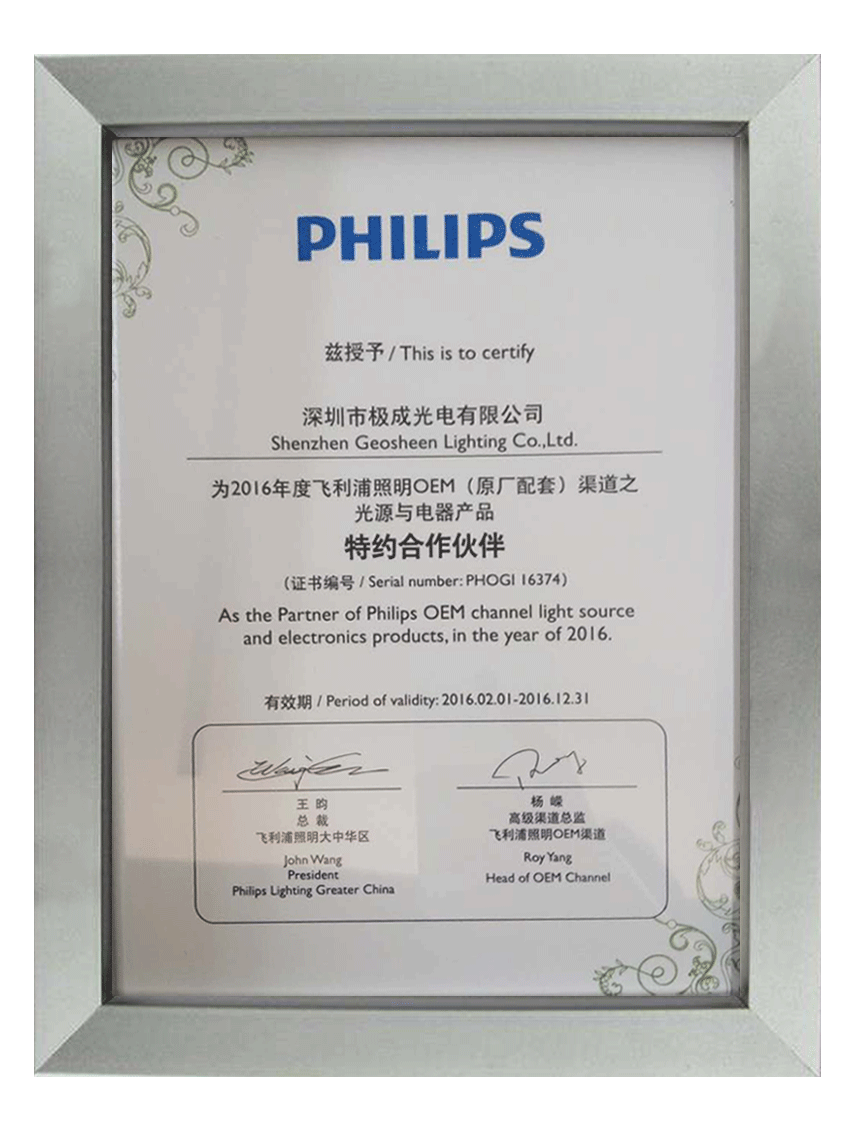 PHILIPS
兹授予 / This is to certify
深圳市极成光电有限公司
Shenzhen Geosheen Lighting Co.,Ltd.
为2016年度飞利浦照明OEM（原厂配套）渠道之
光源与电器产品
特约合作伙伴
（证书编号 / Serial number: PHOGI 16374）
As the Partner of Philips OEM channel light source
and electronics products, in the year of 2016.
有效期 / Period of validity: 2016.02.01-2016.12.31
王 昀
总 裁
飞利浦照明大中华区
John Wang
President
Philips Lighting Greater China
杨 嵘
高级渠道总监
飞利浦照明OEM渠道
Roy Yang
Head of OEM Channel